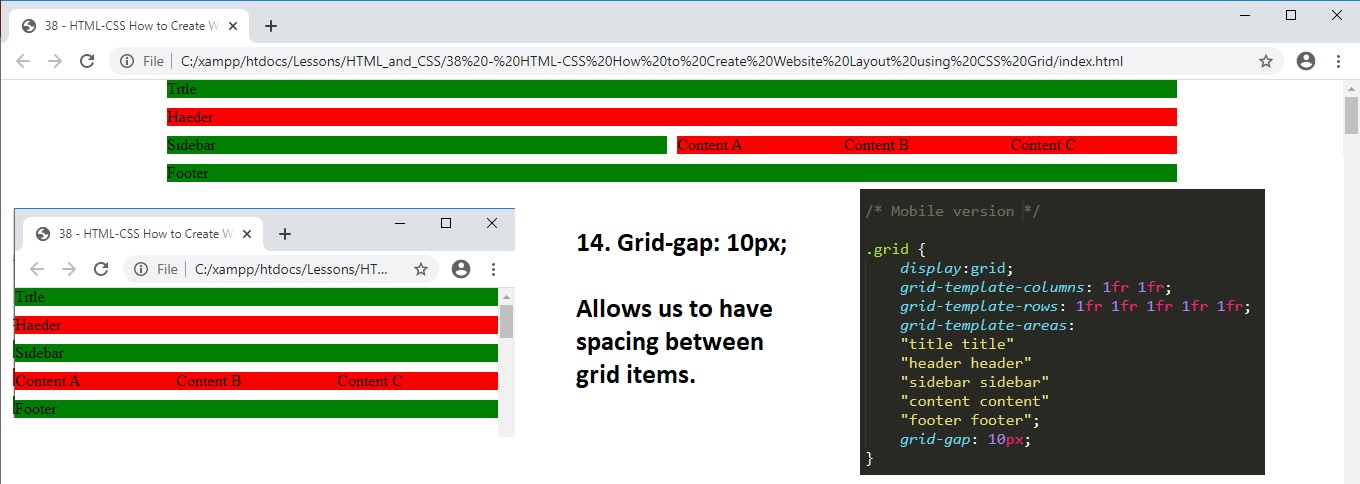 38 - HTML-CSS How to Create W
File
C:/xampp/htdocs/Lessons/HTML_and_CSS/38%20-%20HTML-CSS%20How%20to%20Create%20Website%20Layout%20using%20CSS%20Grid/index.html
Title
Haeder
Sidebar Content A Content B Content C
Footer
38 - HTML-CSS How to Create W
File C:/xampp/htdocs/Lessons/HT...
Title
Haeder
Sidebar
Content A Content B Content C
Footer
14. Grid-gap: 10px;
Allows us to have
spacing between
grid items.
/* Mobile version */
.grid {
display:grid;
grid-template-columns: 1fr 1fr;
grid-template-rows: 1fr 1fr 1fr 1fr 1fr;
grid-template-areas:
"title title"
"header header"
"sidebar sidebar"
"content content"
"footer footer";
grid-gap: 10px;
}